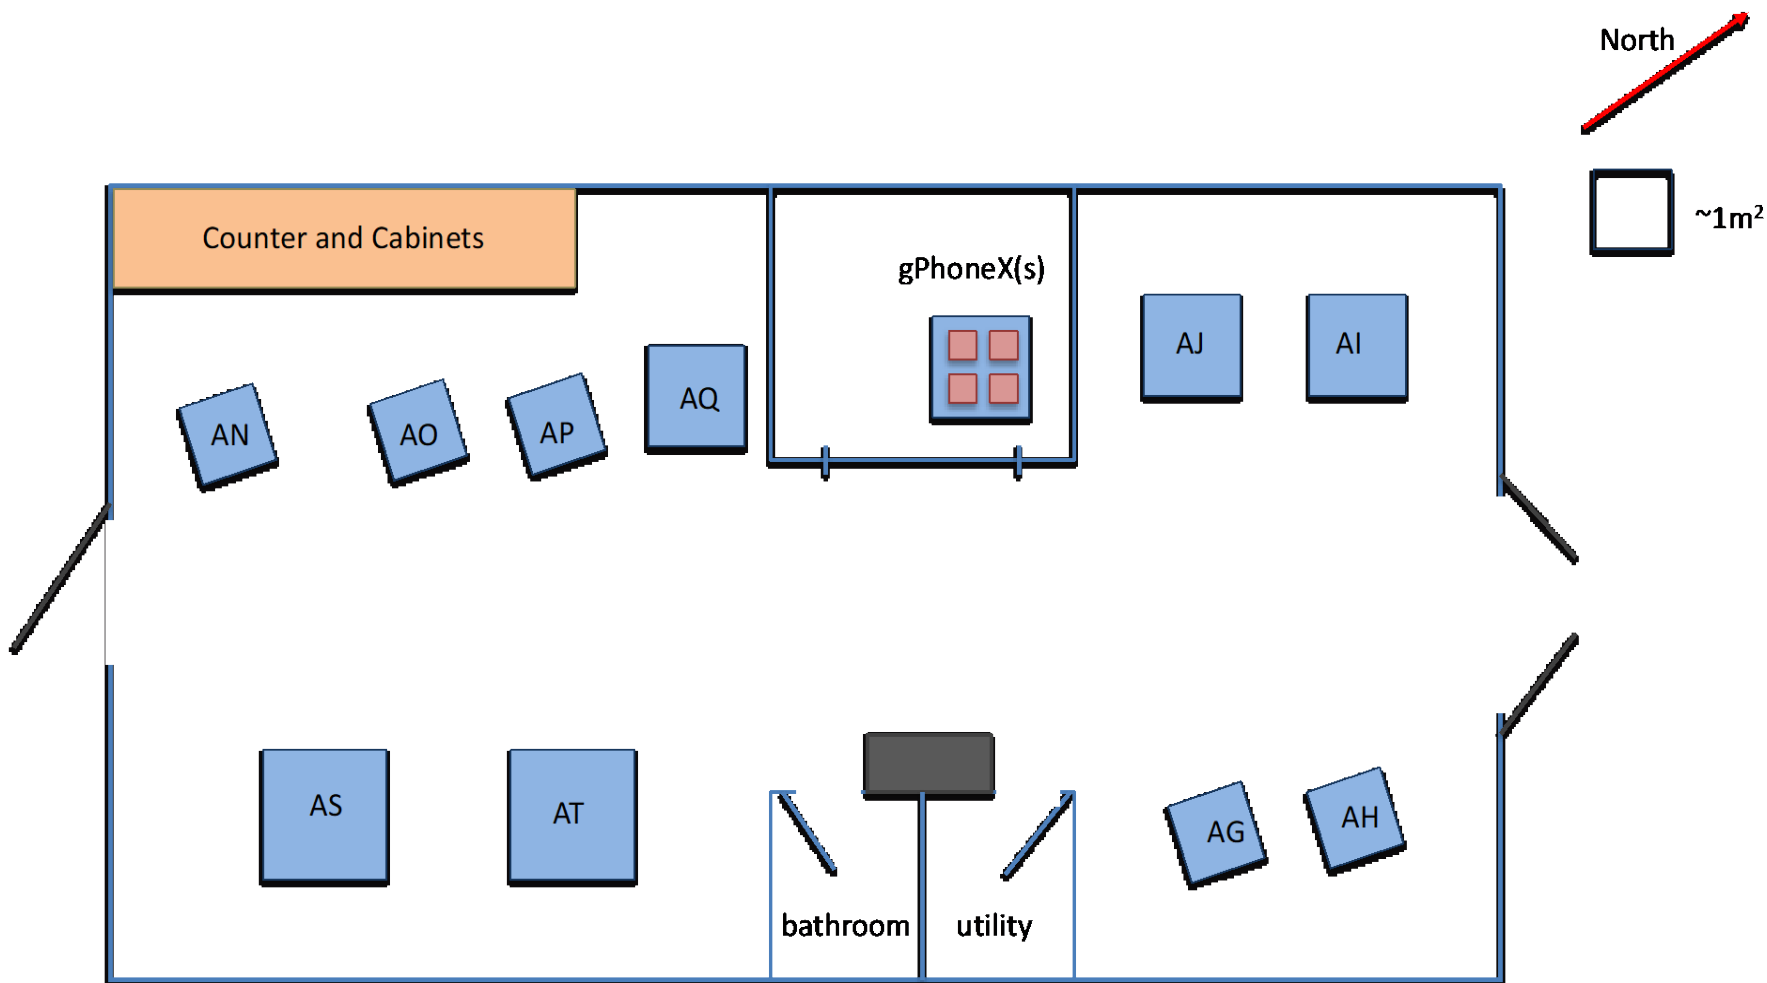 North
~1m²
Counter and Cabinets
gPhoneX(s)
AJ
AI
AQ
AN
AO
AP
AS
AT
AG
AH
bathroom
utility